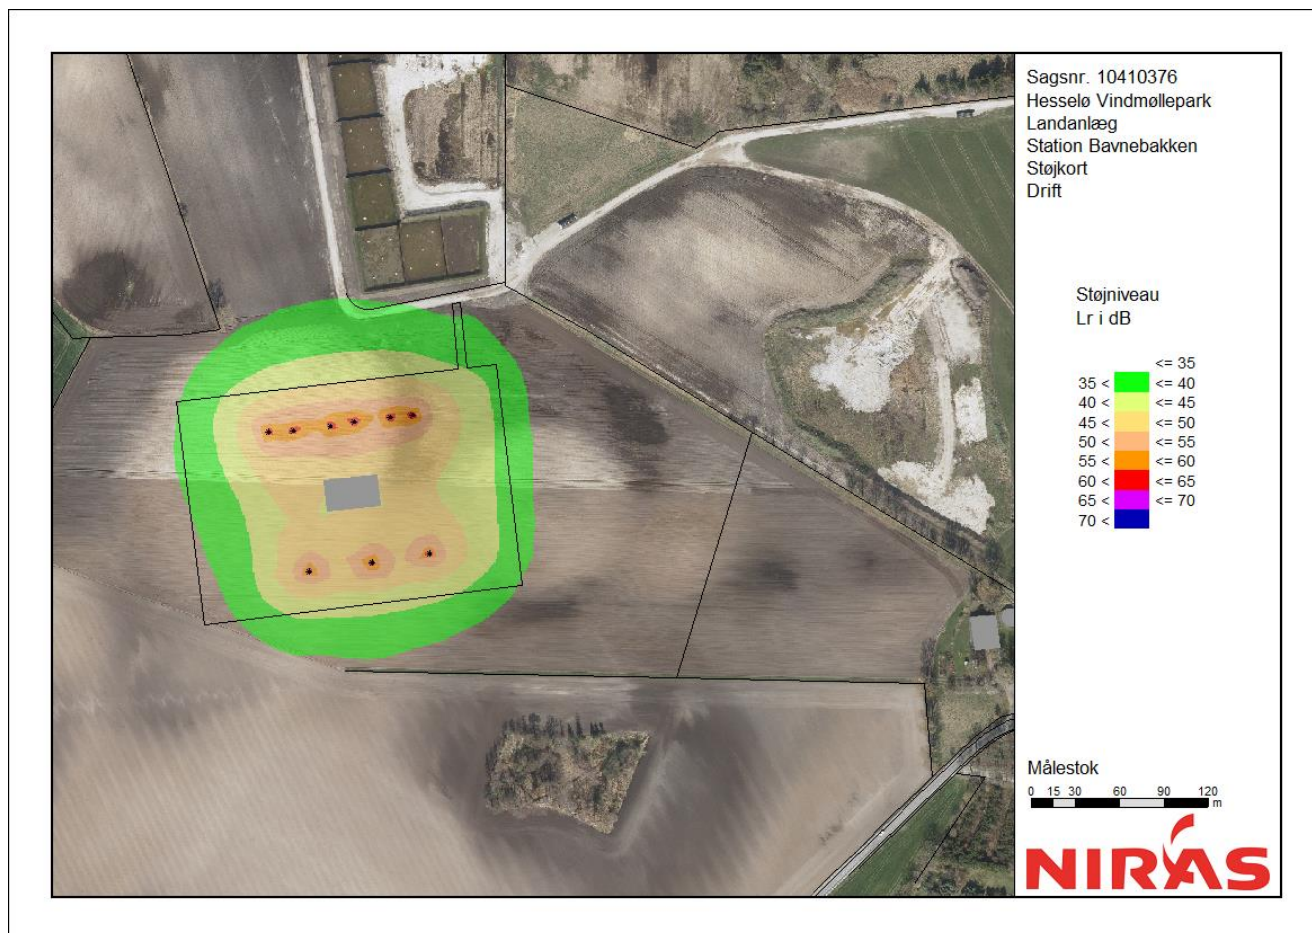 Sagsnr. 10410376
Hesselø Vindmøllepark
Landanlæg
Station Bavnebakken
Støjkort
Drift
Støjniveau
Lr i dB
<= 35
35 < <= 40
40 < <= 45
45 < <= 50
50 < <= 55
55 < <= 60
60 < <= 65
65 < <= 70
70 <
Målestok
0 15 30 60 90 120
m
NIRAS